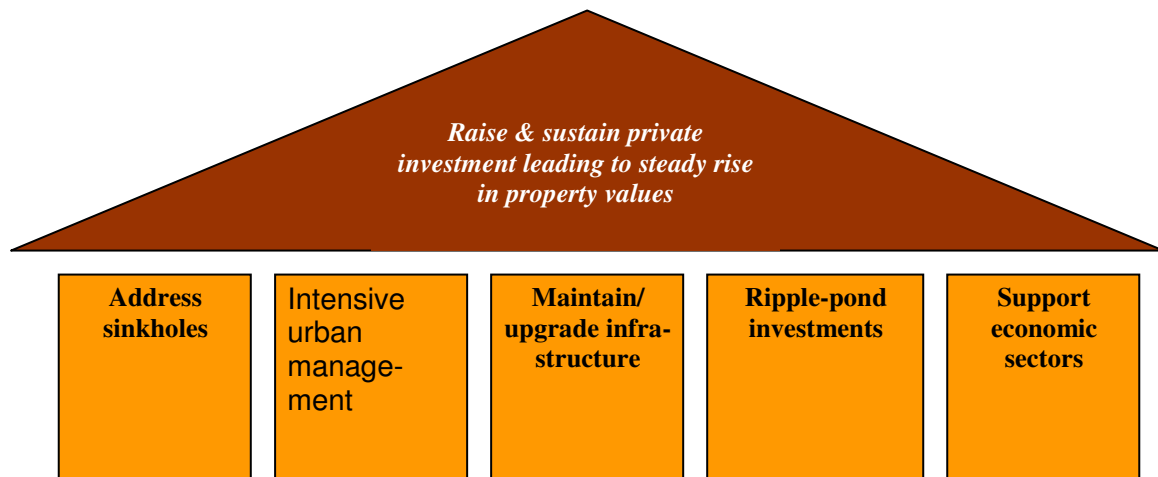 Raise & sustain private
investment leading to steady rise
in property values
Address
sinkholes
Intensive
urban
manage-
ment
Maintain/
upgrade infra-
structure
Ripple-pond
investments
Support
economic
sectors